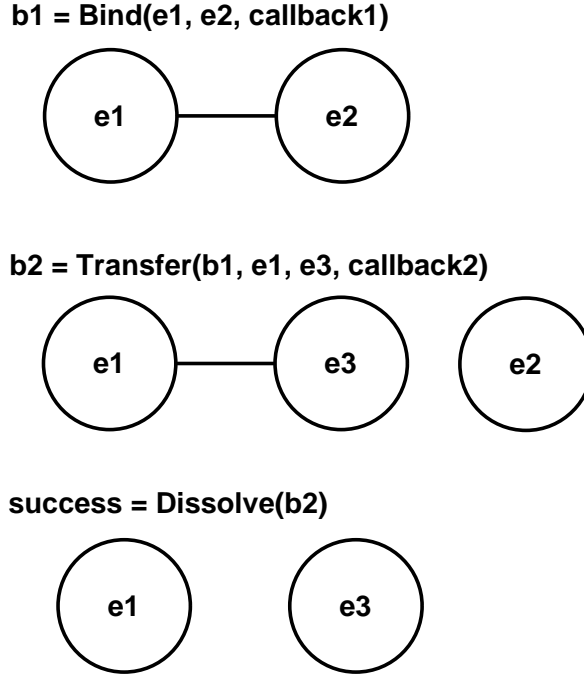 b1 = Bind(e1, e2, callback1)
e1 e2
b2 = Transfer(b1, e1, e3, callback2)
e1 e3 e2
success = Dissolve(b2)
e1 e3